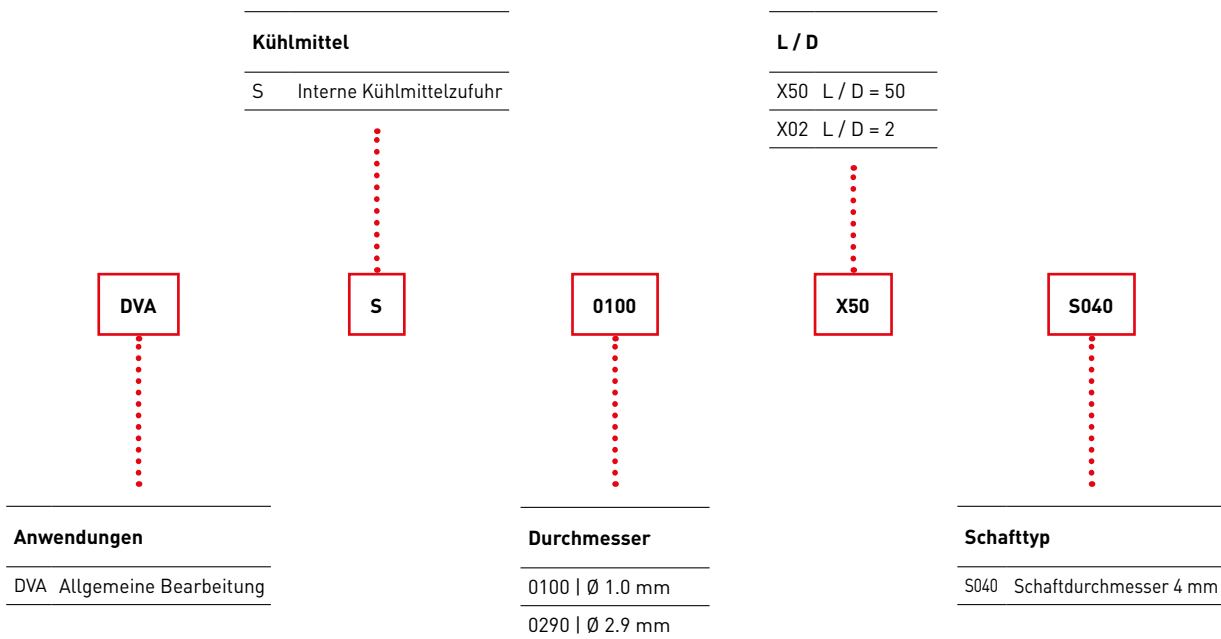 Kühlmittel
S Interne Kühlmittelzufuhr
L / D
X50 L / D = 50
X02 L / D = 2
DVA
S
0100
X50
S040
Anwendungen
DVA Allgemeine Bearbeitung
Durchmesser
0100 | Ø 1.0 mm
0290 | Ø 2.9 mm
Schafttyp
S040 Schaftdurchmesser 4 mm